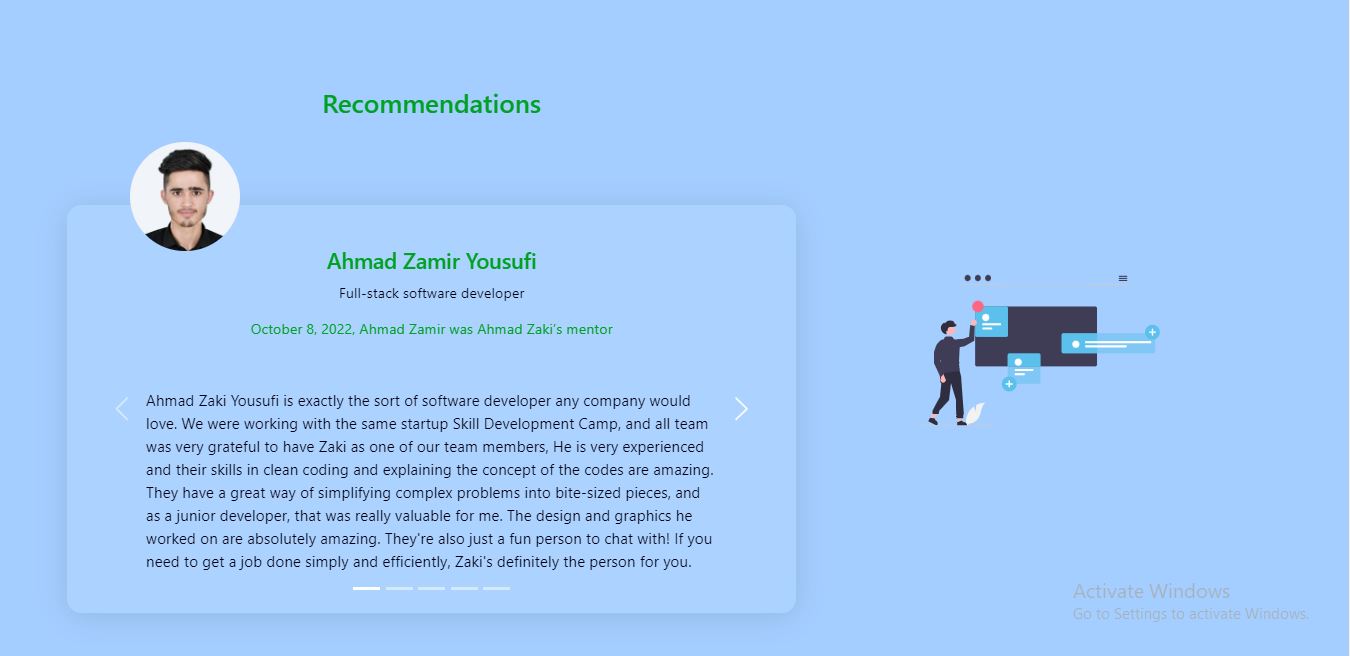 Recommendations
Ahmad Zamir Yousufi
Full-stack software developer
October 8, 2022, Ahmad Zamir was Ahmad Zaki's mentor
Ahmad Zaki Yousufi is exactly the sort of software developer any company would
love. We were working with the same startup Skill Development Camp, and all team
was very grateful to have Zaki as one of our team members, He is very experienced
and their skills in clean coding and explaining the concept of the codes are amazing.
They have a great way of simplifying complex problems into bite-sized pieces, and
as a junior developer, that was really valuable for me. The design and graphics he
worked on are absolutely amazing. They're also just a fun person to chat with! If you
need to get a job done simply and efficiently, Zaki's definitely the person for you.
Activate Windows
Go to Settings to activate Windows.